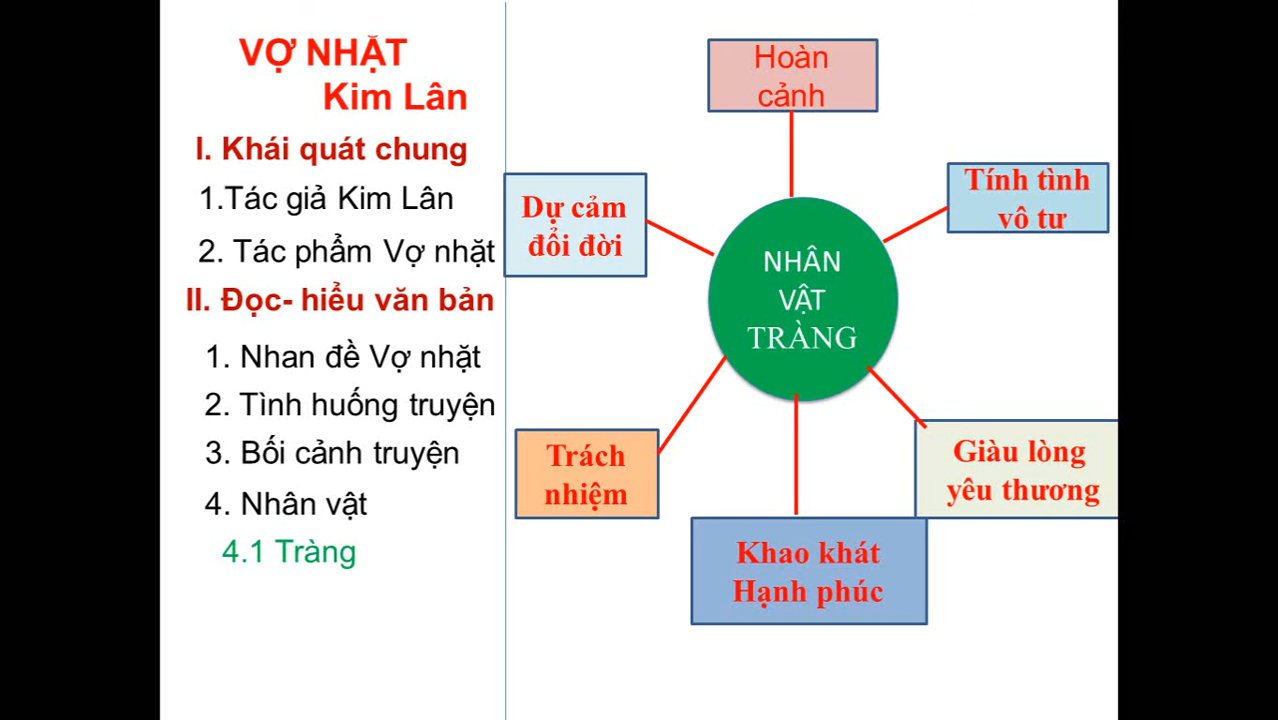 VỢ NHẶT
Kim Lân
I. Khái quát chung
1.Tác giả Kim Lân
2. Tác phẩm Vợ nhặt
II. Đọc- hiểu văn bản
1. Nhan đề Vợ nhặt
2. Tình huống truyện
3. Bối cảnh truyện
4. Nhân vật
4.1 Tràng
Hoàn
cảnh
Tính tình
vô tư
Dự cảm
đổi đời
NHÂN
VẬT
TRÀNG
Trách
nhiệm
Giàu lòng
yêu thương
Khao khát
Hạnh phúc